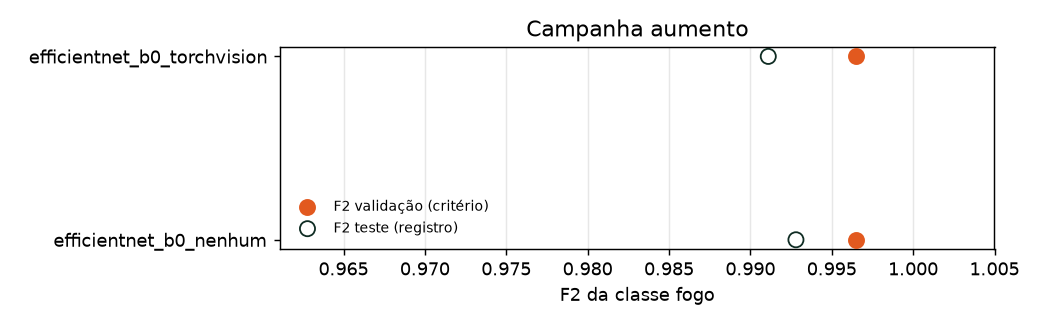 Campanha aumento
efficientnet_b0_torchvision
F2 validação (critério)
F2 teste (registro)
efficientnet_b0_nenhum
0.965 0.970 0.975 0.980 0.985 0.990 0.995 1.000 1.005
F2 da classe fogo